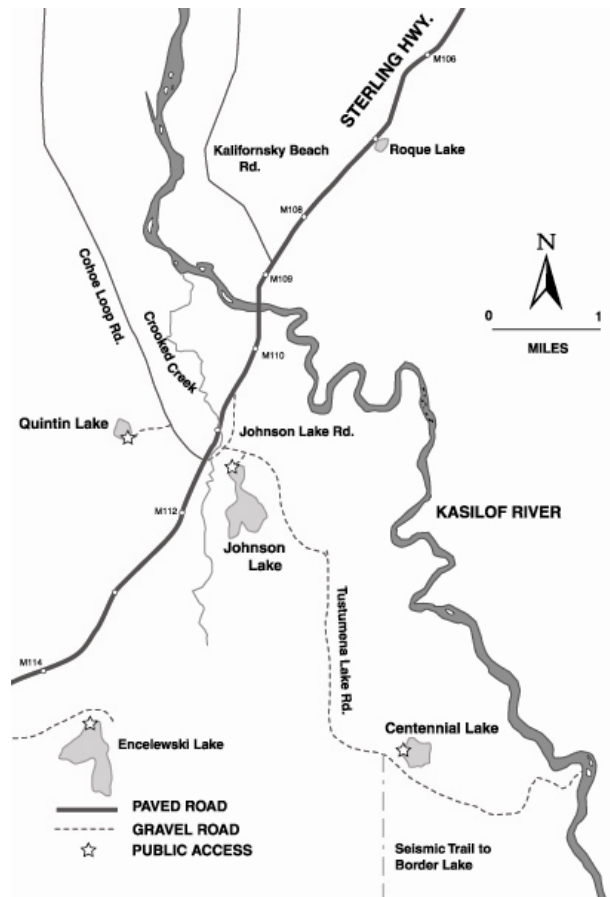 STERLING HWY.
M106
Kalifornsky Beach
Rd.
Roque Lake
M108
M109
N
0 1
MILES
Cohoe Loop Rd.
Crooked Creek
M110
Quintin Lake
Johnson Lake Rd.
M112
KASILOF RIVER
Johnson
Lake
Tustumena Lake Rd.
M114
Encelewski Lake
Centennial Lake
PAVED ROAD
GRAVEL ROAD
PUBLIC ACCESS
Seismic Trail to
Border Lake